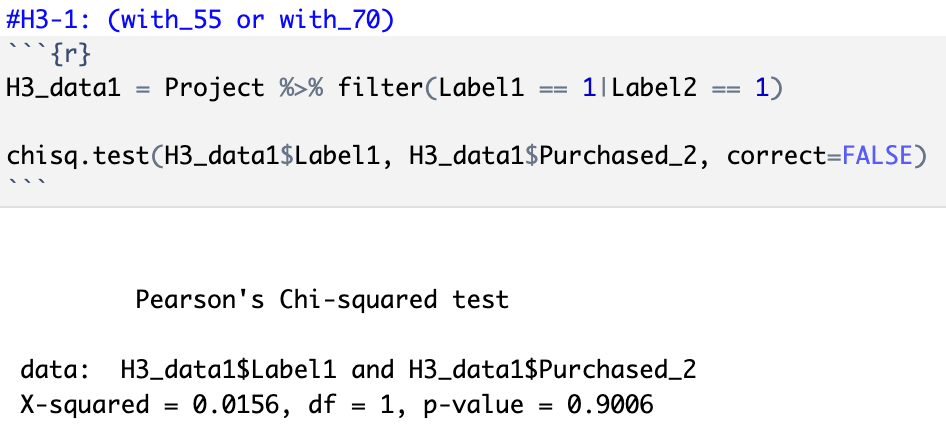 #H3-1: (with_55 or with_70)
```{r}
H3_data1 = Project %>% filter(Label1 == 1|Label2 == 1)
chisq.test(H3_data1$Label1, H3_data1$Purchased_2, correct=FALSE)
```
Pearson's Chi-squared test
data:  H3_data1$Label1 and H3_data1$Purchased_2
X-squared = 0.0156, df = 1, p-value = 0.9006